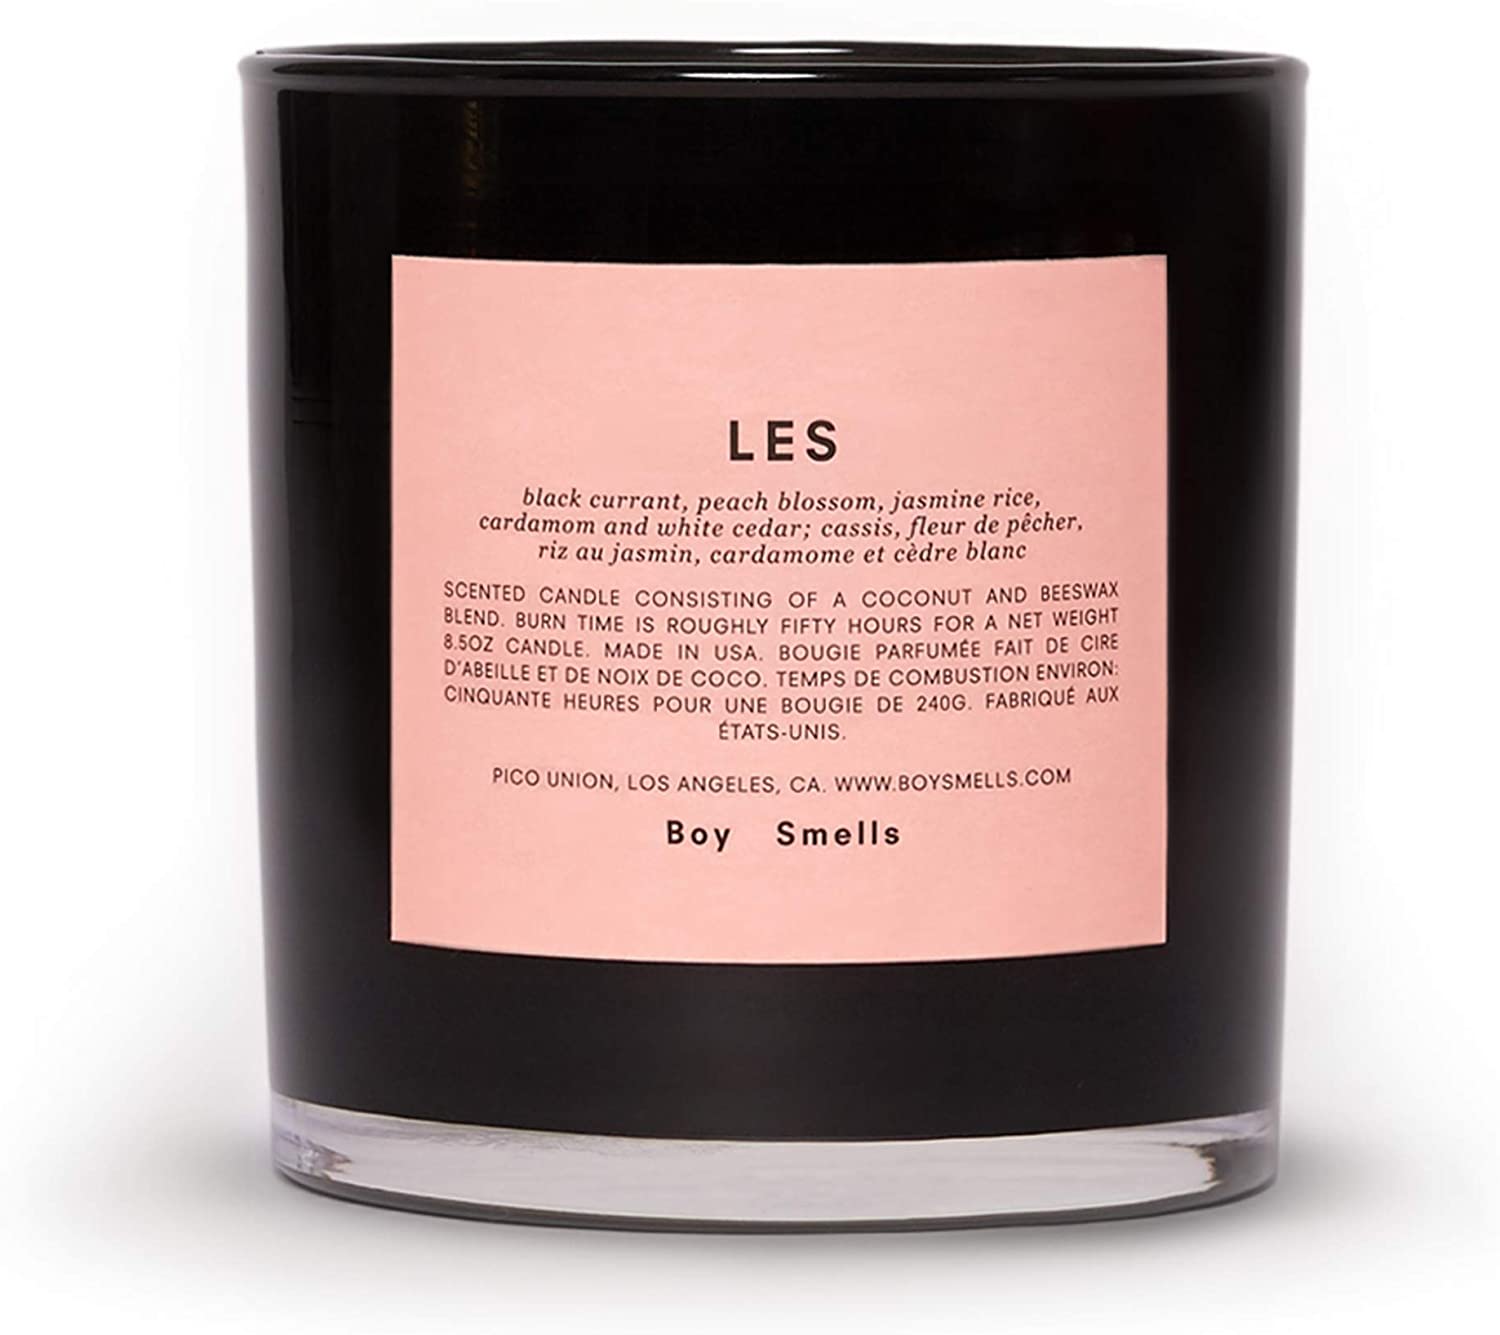 LES
black currant, peach blossom, jasmine rice,
cardamom and white cedar; cassis, fleur de pêcher,
riz au jasmin, cardamome et cèdre blanc
SCENTED CANDLE CONSISTING OF A COCONUT AND BEESWAX
BLEND. BURN TIME IS ROUGHLY FIFTY HOURS FOR A NET WEIGHT
8.5OZ CANDLE. MADE IN USA. BOUGIE PARFUMÉE FAIT DE CIRE
D'ABEILLE ET DE NOIX DE COCO. TEMPS DE COMBUSTION ENVIRON:
CINQUANTE HEURES POUR UNE BOUGIE DE 240G. FABRIQUÉ AUX
ÉTATS-UNIS.
PICO UNION, LOS ANGELES, CA. WWW.BOYSMELLS.COM
Boy Smells